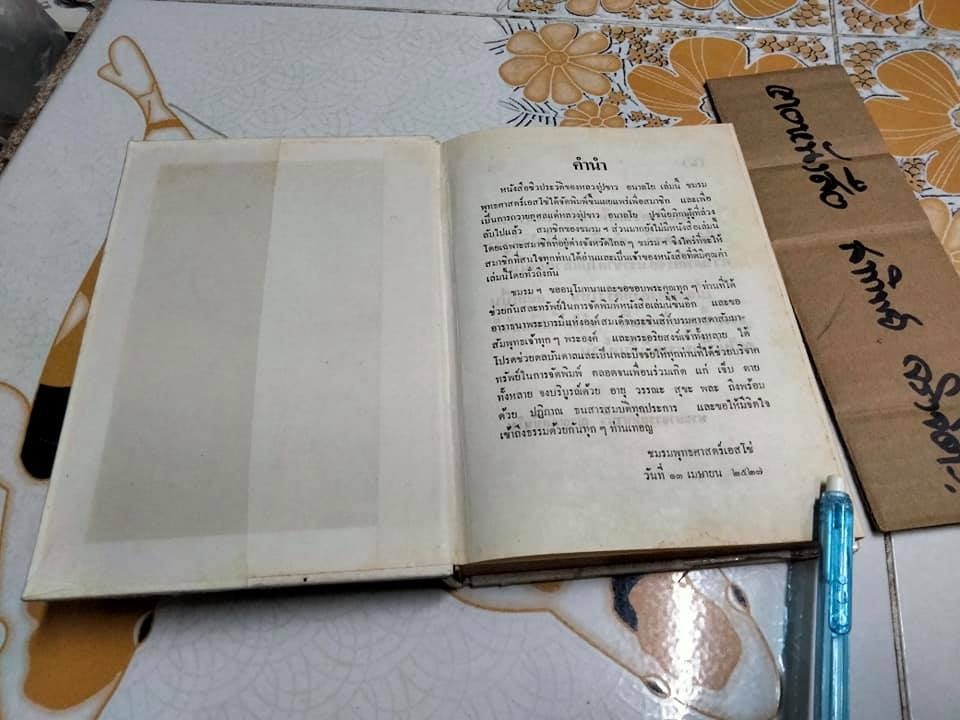 คำนำ
หนังสือชีวประวัติของหลวงปู่ขาว อนาลโย เล่มนี้ ชมรม
พุทธศาสตร์เอสโซ่ได้จัดพิมพ์ขึ้นเผยแพร่เพื่อสมาชิก และเพื่อ
เป็นการถวายกุศลแด่หลวงปู่ขาว อนาลโย ปูชนียภิกษุผู้ที่ล่วง
ลับไปแล้ว สมาชิกของชมรม ฯ ส่วนมากยังไม่มีหนังสือเล่มนี้
โดยเฉพาะสมาชิกที่อยู่ต่างจังหวัดไกล ๆ ชมรม ฯ จึงใคร่ที่จะให้
สมาชิกที่สนใจทุกท่านได้อ่านและเป็นเจ้าของหนังสือที่ดีมีคุณค่า
เล่มนี้โดยทั่วถึงกัน
ชมรม ฯ ขออนุโมทนาและขอขอบพระคุณทุก ๆ ท่านที่ได้
ช่วยกันสละทรัพย์ในการจัดพิมพ์หนังสือเล่มนี้ขึ้นอีก และขอ
อาราธนาพระบารมีแห่งองค์สมเด็จพระชินสีห์บรมศาสดาสัมมา-
สัมพุทธเจ้าทุก ๆ พระองค์ และพระอริยสงฆ์เจ้าทั้งหลาย ได้
โปรดช่วยดลบันดาลและเป็นพละปัจจัยให้ทุกท่านที่ได้ช่วยบริจาค
ทรัพย์ในการจัดพิมพ์ ตลอดจนเพื่อนร่วมเกิด แก่ เจ็บ ตาย
ทั้งหลาย จงบริบูรณ์ด้วย อายุ วรรณะ สุขะ พละ ถึงพร้อม
ด้วย ปฏิภาณ ธนสารสมบัติทุกประการ และขอให้มีจิตใจ
เข้าถึงธรรมด้วยกันทุก ๆ ท่านเทอญ
ชมรมพุทธศาสตร์เอสโซ่
วันที่ ๑๓ เมษายน ๒๕๒๗